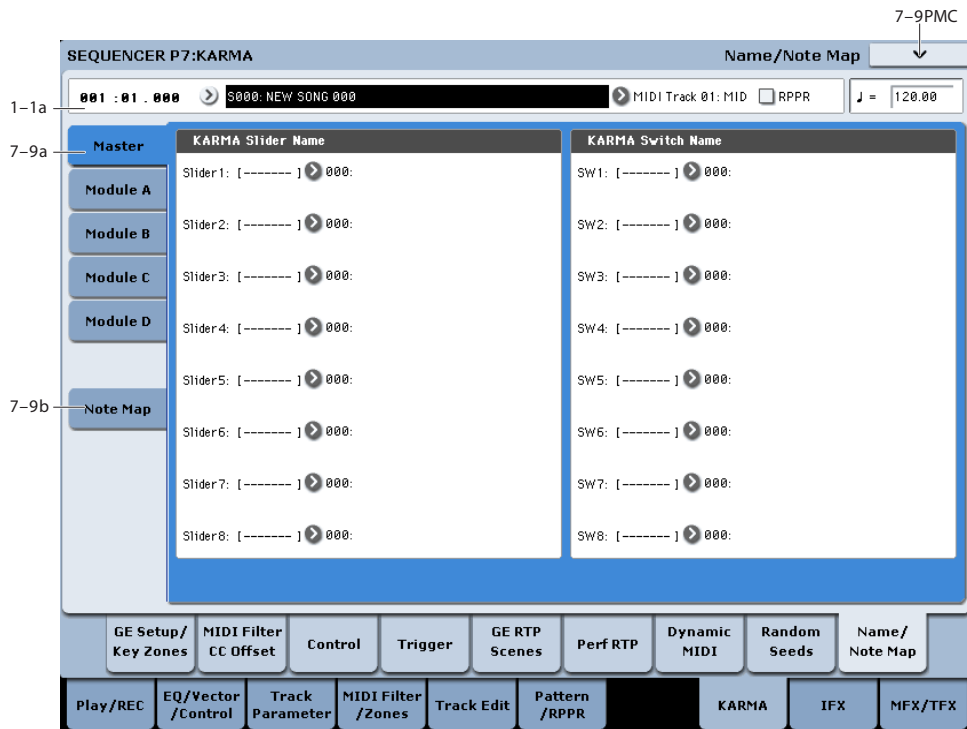 7–9PMC
SEQUENCER P7:KARMA Name/Note Map
1–1a
001 :01 . 000 S000: NEW SONG 000 MIDI Track 01: MID RPPR ♩ = 120.00
7–9a
Master
Module A
Module B
Module C
Module D
7–9b
Note Map
KARMA Slider Name
Slider1: [------- ] 000:
Slider2: [------- ] 000:
Slider3: [------- ] 000:
Slider4: [------- ] 000:
Slider5: [------- ] 000:
Slider6: [------- ] 000:
Slider7: [------- ] 000:
Slider8: [------- ] 000:
KARMA Switch Name
SW1: [------- ] 000:
SW2: [------- ] 000:
SW3: [------- ] 000:
SW4: [------- ] 000:
SW5: [------- ] 000:
SW6: [------- ] 000:
SW7: [------- ] 000:
SW8: [------- ] 000:
GE Setup/
Key Zones
MIDI Filter
CC Offset
Control
Trigger
GE RTP
Scenes
Perf RTP
Dynamic
MIDI
Random
Seeds
Name/
Note Map
Play/REC
EQ/Vector
/Control
Track
Parameter
MIDI Filter
/Zones
Track Edit
Pattern
/RPPR
KARMA
IFX
MFX/TFX